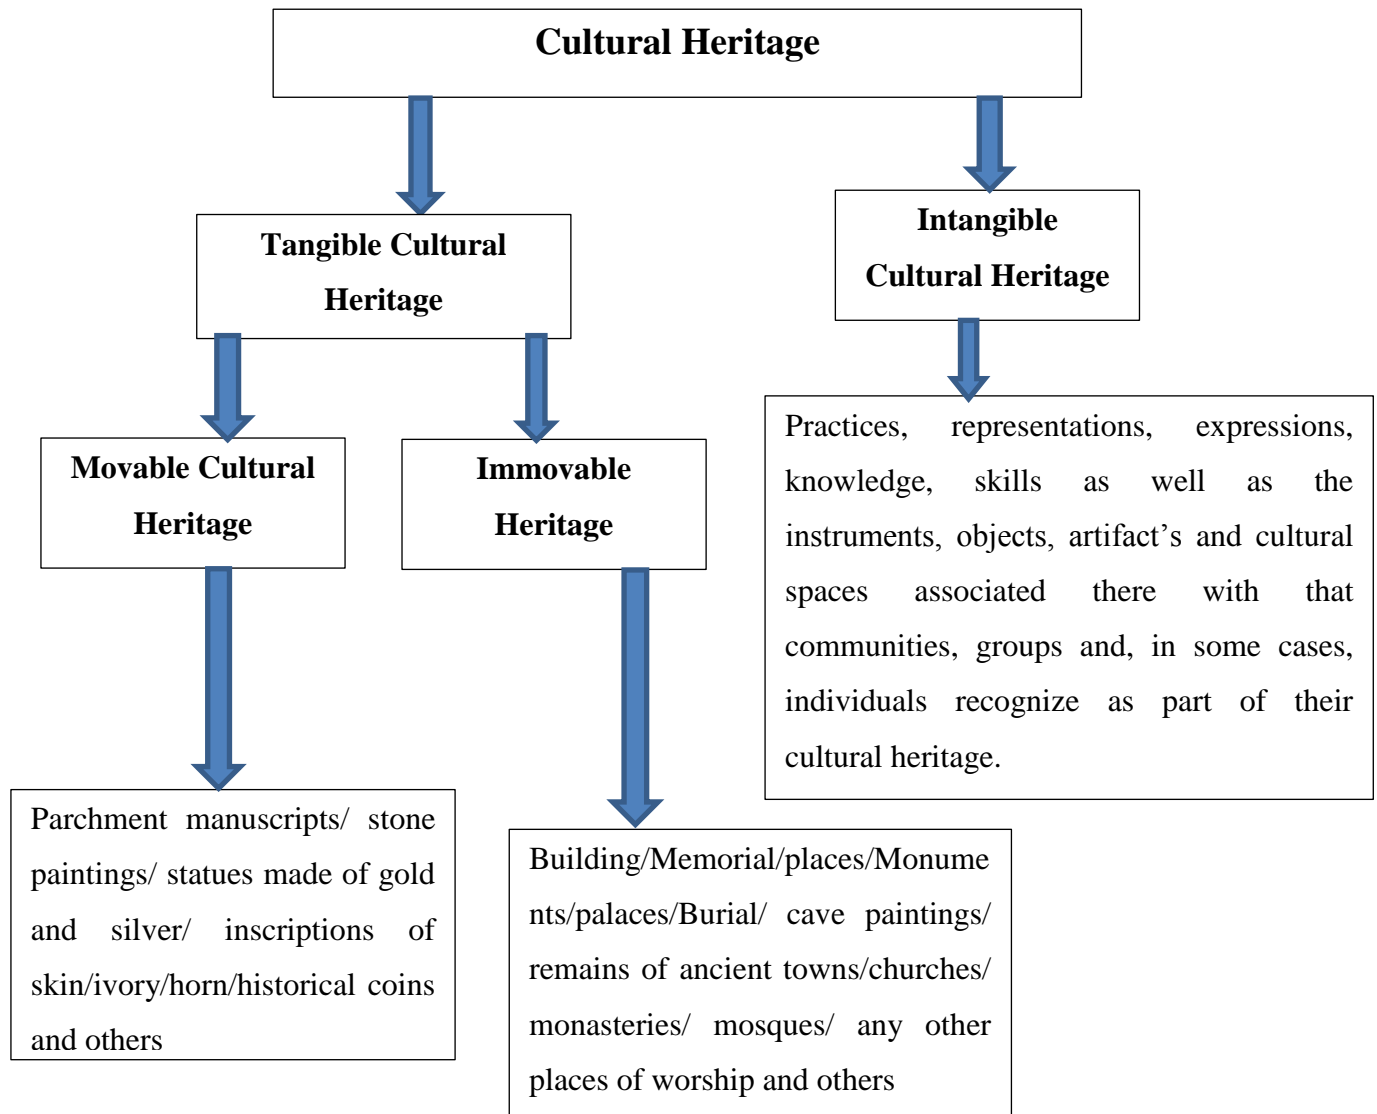 Cultural Heritage
Tangible Cultural
Heritage
Intangible
Cultural Heritage
Movable Cultural
Heritage
Immovable
Heritage
Practices, representations, expressions,
knowledge, skills as well as the
instruments, objects, artifact’s and cultural
spaces associated there with that
communities, groups and, in some cases,
individuals recognize as part of their
cultural heritage.
Parchment manuscripts/ stone
paintings/ statues made of gold
and silver/ inscriptions of
skin/ivory/horn/historical coins
and others
Building/Memorial/places/Monume
nts/palaces/Burial/ cave paintings/
remains of ancient towns/churches/
monasteries/ mosques/ any other
places of worship and others